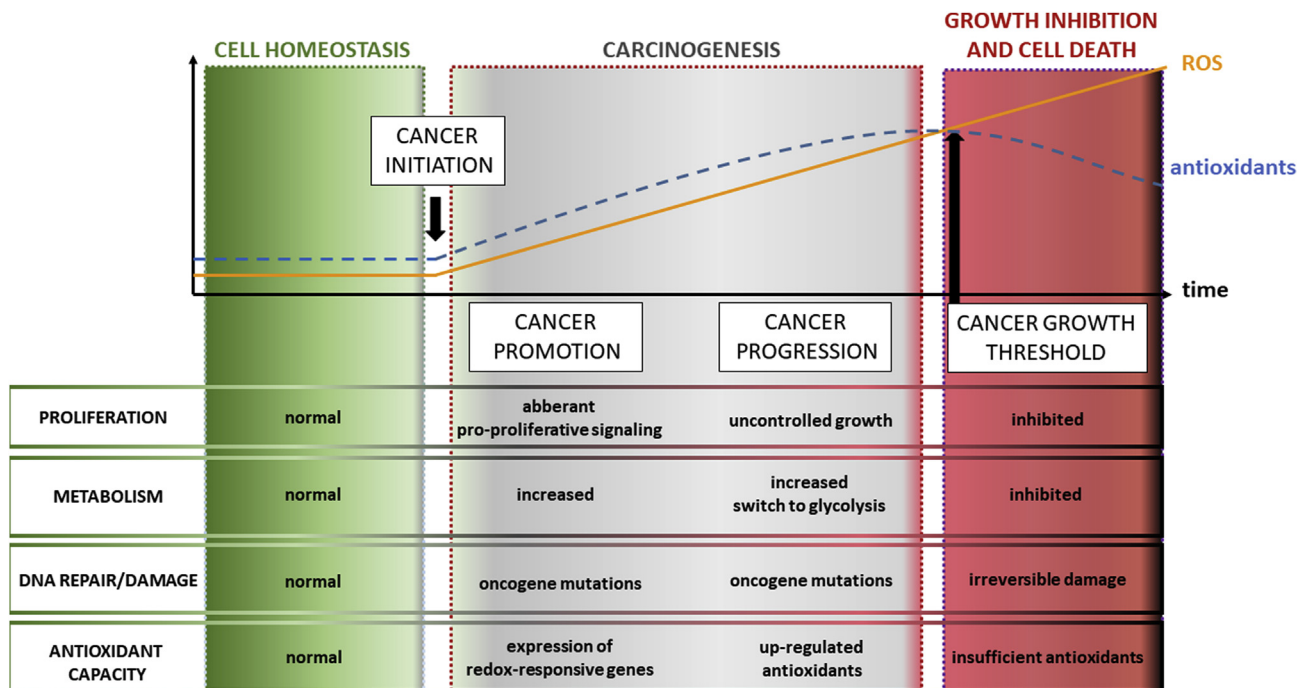 CELL HOMEOSTASIS
CARCINOGENESIS
GROWTH INHIBITION
AND CELL DEATH
ROS
CANCER
INITIATION
antioxidants
time
CANCER
PROMOTION
CANCER
PROGRESSION
CANCER GROWTH
THRESHOLD
PROLIFERATION
normal
abberant
pro-proliferative signaling
uncontrolled growth
inhibited
METABOLISM
normal
increased
increased
switch to glycolysis
inhibited
DNA REPAIR/DAMAGE
normal
oncogene mutations
oncogene mutations
irreversible damage
ANTIOXIDANT
CAPACITY
normal
expression of
redox-responsive genes
up-regulated
antioxidants
insufficient antioxidants